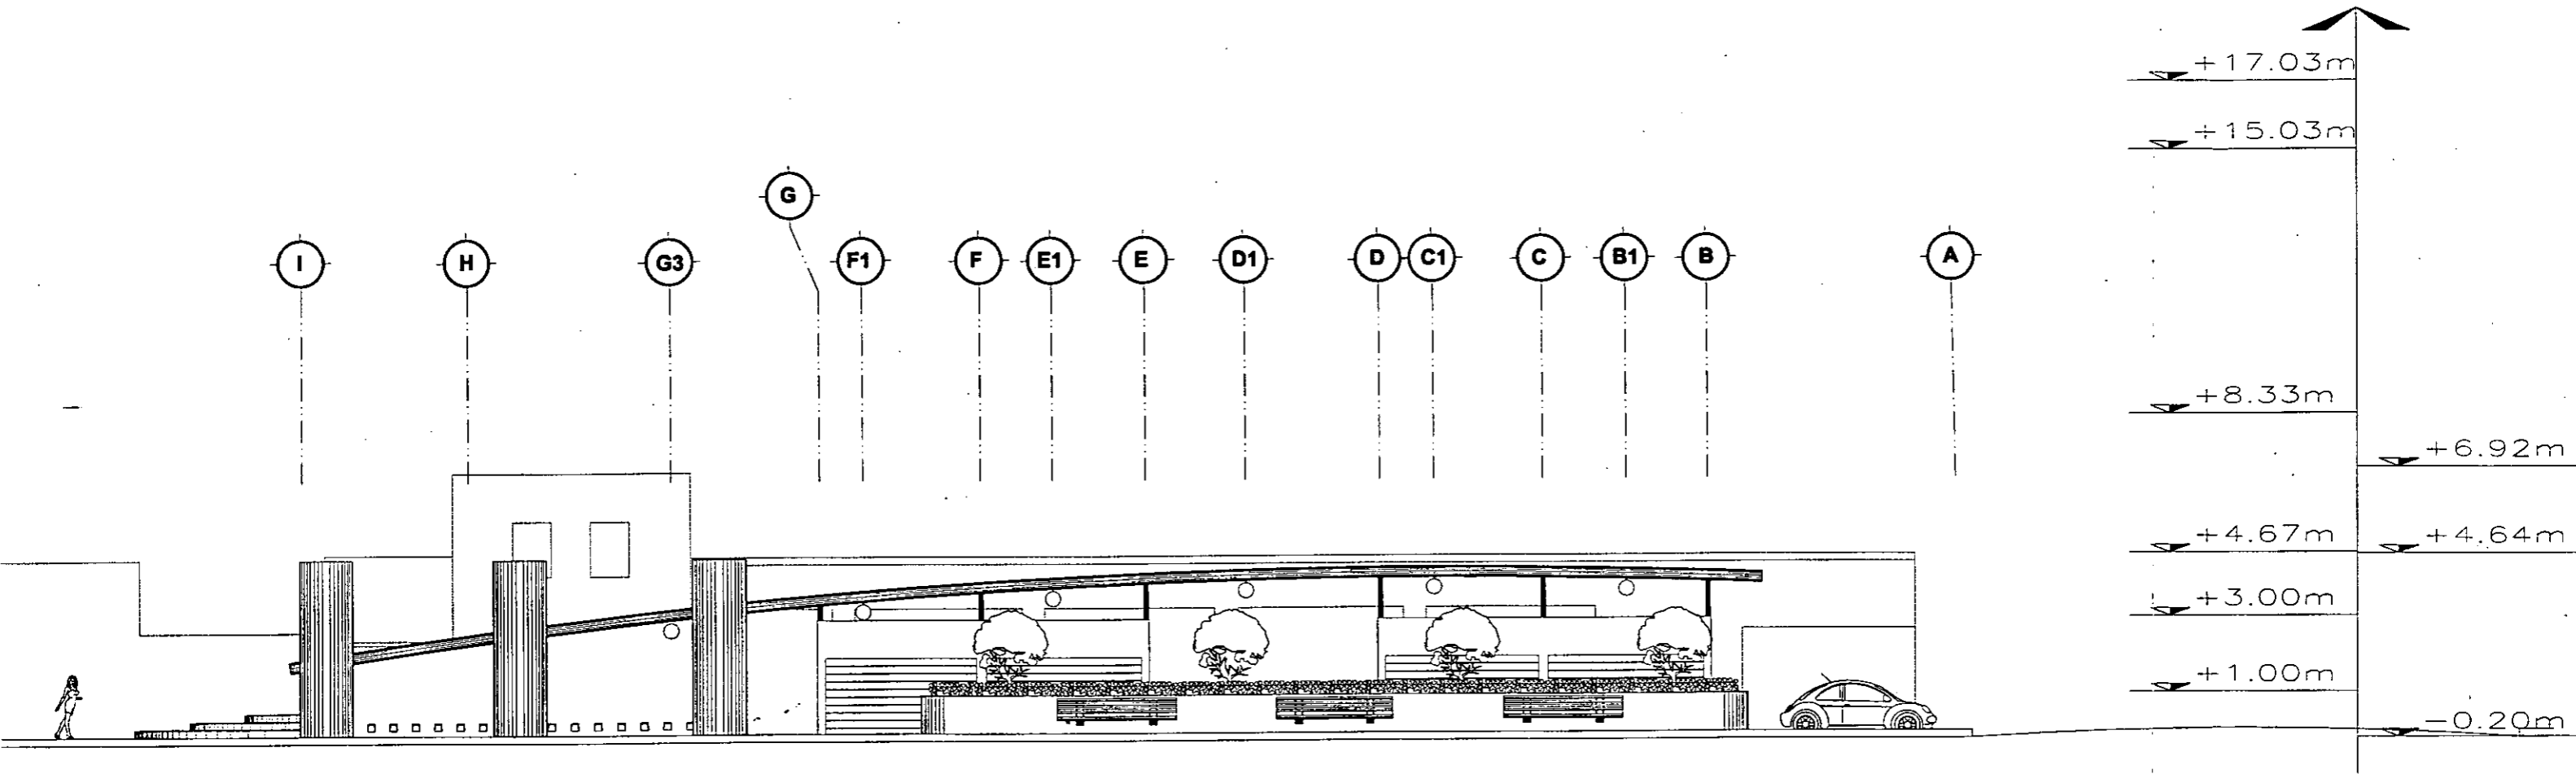 +17.03m
+15.03m
G
I H G3 F1 F E1 E D1 D C1 C B1 B A
+8.33m
+6.92m
+4.67m +4.64m
+3.00m
+1.00m
-0.20m